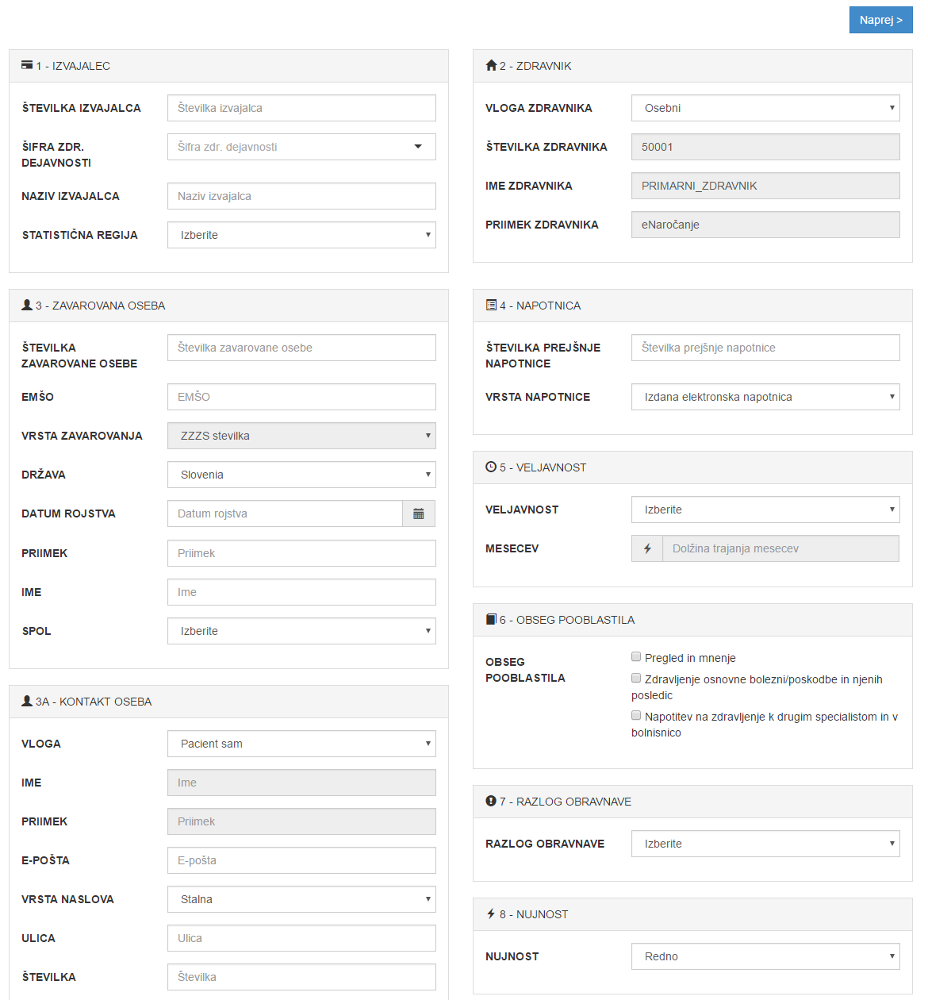 Naprej >
1 - IZVAJALEC
ŠTEVILKA IZVAJALCA
Številka izvajalca
ŠIFRA ZDR.
DEJAVNOSTI
Šifra zdr. dejavnosti
NAZIV IZVAJALCA
Naziv izvajalca
STATISTIČNA REGIJA
Izberite
2 - ZDRAVNIK
VLOGA ZDRAVNIKA
Osebni
ŠTEVILKA ZDRAVNIKA
50001
IME ZDRAVNIKA
PRIMARNI_ZDRAVNIK
PRIIMEK ZDRAVNIKA
eNaročanje
3 - ZAVAROVANA OSEBA
ŠTEVILKA
ZAVAROVANE OSEBE
Številka zavarovane osebe
EMŠO
EMŠO
VRSTA ZAVAROVANJA
ZZZS stevilka
DRŽAVA
Slovenia
DATUM ROJSTVA
Datum rojstva
PRIIMEK
Priimek
IME
Ime
SPOL
Izberite
3A - KONTAKT OSEBA
VLOGA
Pacient sam
IME
Ime
PRIIMEK
Priimek
E-POŠTA
E-pošta
VRSTA NASLOVA
Stalna
ULICA
Ulica
ŠTEVILKA
Številka
4 - NAPOTNICA
ŠTEVILKA PREJŠNJE
NAPOTNICE
Številka prejšnje napotnice
VRSTA NAPOTNICE
Izdana elektronska napotnica
5 - VELJAVNOST
VELJAVNOST
Izberite
MESECEV
Dolžina trajanja mesecev
6 - OBSEG POOBLASTILA
OBSEG
POOBLASTILA
Pregled in mnenje
Zdravljenje osnovne bolezni/poskodbe in njenih
posledic
Napotitev na zdravljenje k drugim specialistom in v
bolnisnico
7 - RAZLOG OBRAVNAVE
RAZLOG OBRAVNAVE
Izberite
8 - NUJNOST
NUJNOST
Redno